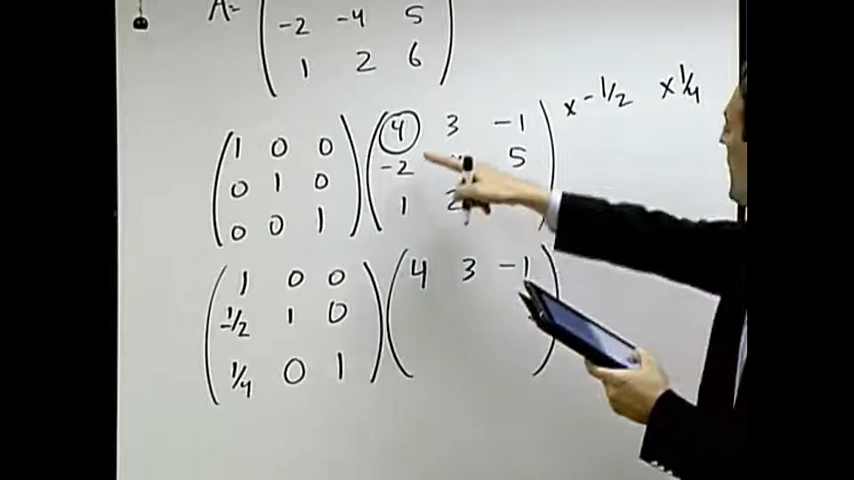 A=
-2 -4 5
1 2 6
1 0 0 4 3 -1 x -1/2 x 1/4
0 1 0 -2 5
0 0 1 1 2
1 0 0 4 3 -1
-1/2 1 0
1/4 0 1